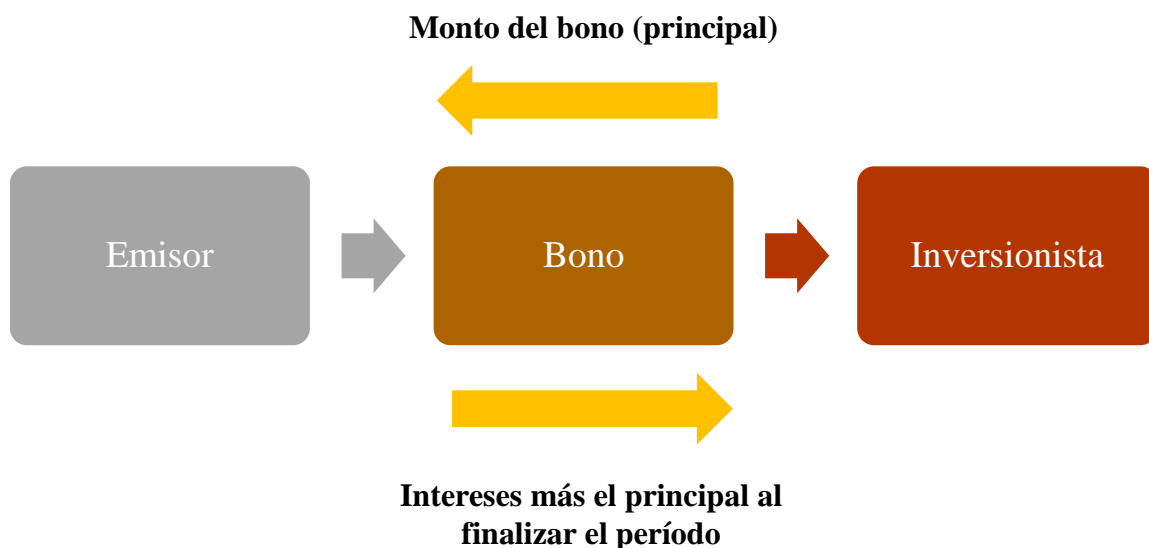 Monto del bono (principal)
Emisor
Bono
Inversionista
Intereses más el principal al
finalizar el período